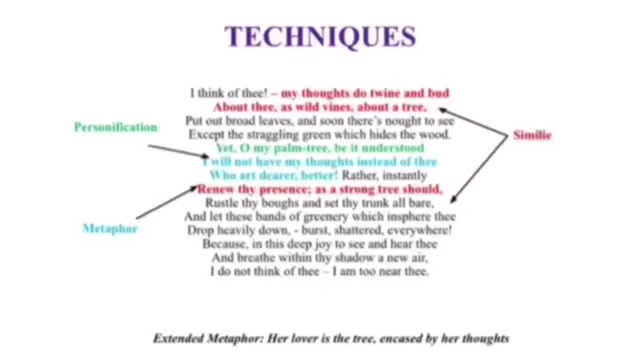 TECHNIQUES
I think of thee! – my thoughts do twine and bud
About thee, as wild vines, about a tree,
Put out broad leaves, and soon there's nought to see
Except the straggling green which hides the wood.
Yet, O my palm-tree, be it understood
I will not have my thoughts instead of thee
Who art dearer, better! Rather, instantly
Renew thy presence; as a strong tree should,
Rustle thy boughs and set thy trunk all bare,
And let these bands of greenery which insphere thee
Drop heavily down, - burst, shattered, everywhere!
Because, in this deep joy to see and hear thee
And breathe within thy shadow a new air,
I do not think of thee – I am too near thee.
Personification
Metaphor
Similie
Extended Metaphor: Her lover is the tree, encased by her thoughts